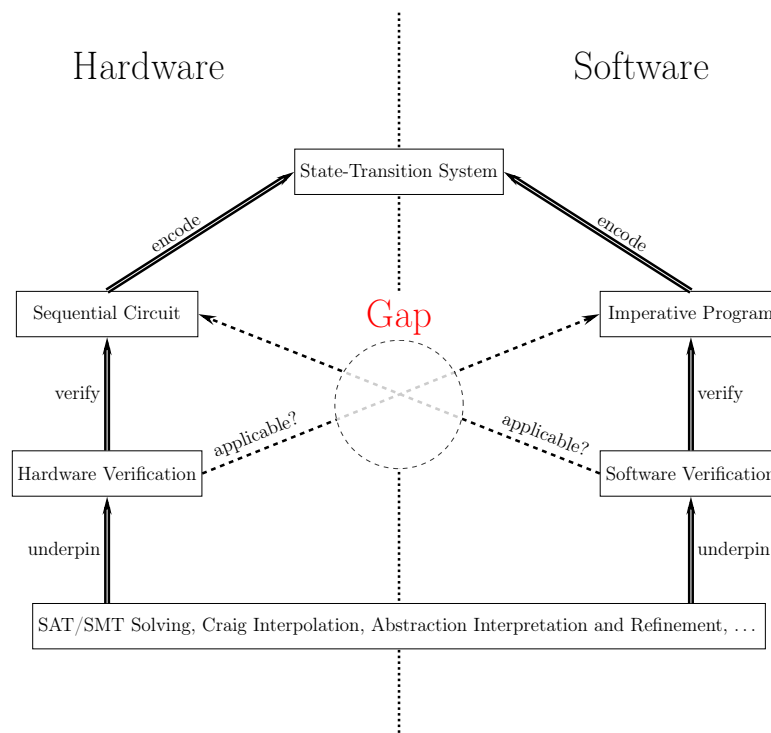 Hardware
Software
State-Transition System
encode
encode
Sequential Circuit
Gap
Imperative Program
verify
applicable?
applicable?
verify
Hardware Verification
Software Verification
underpin
underpin
SAT/SMT Solving, Craig Interpolation, Abstraction Interpretation and Refinement, ...